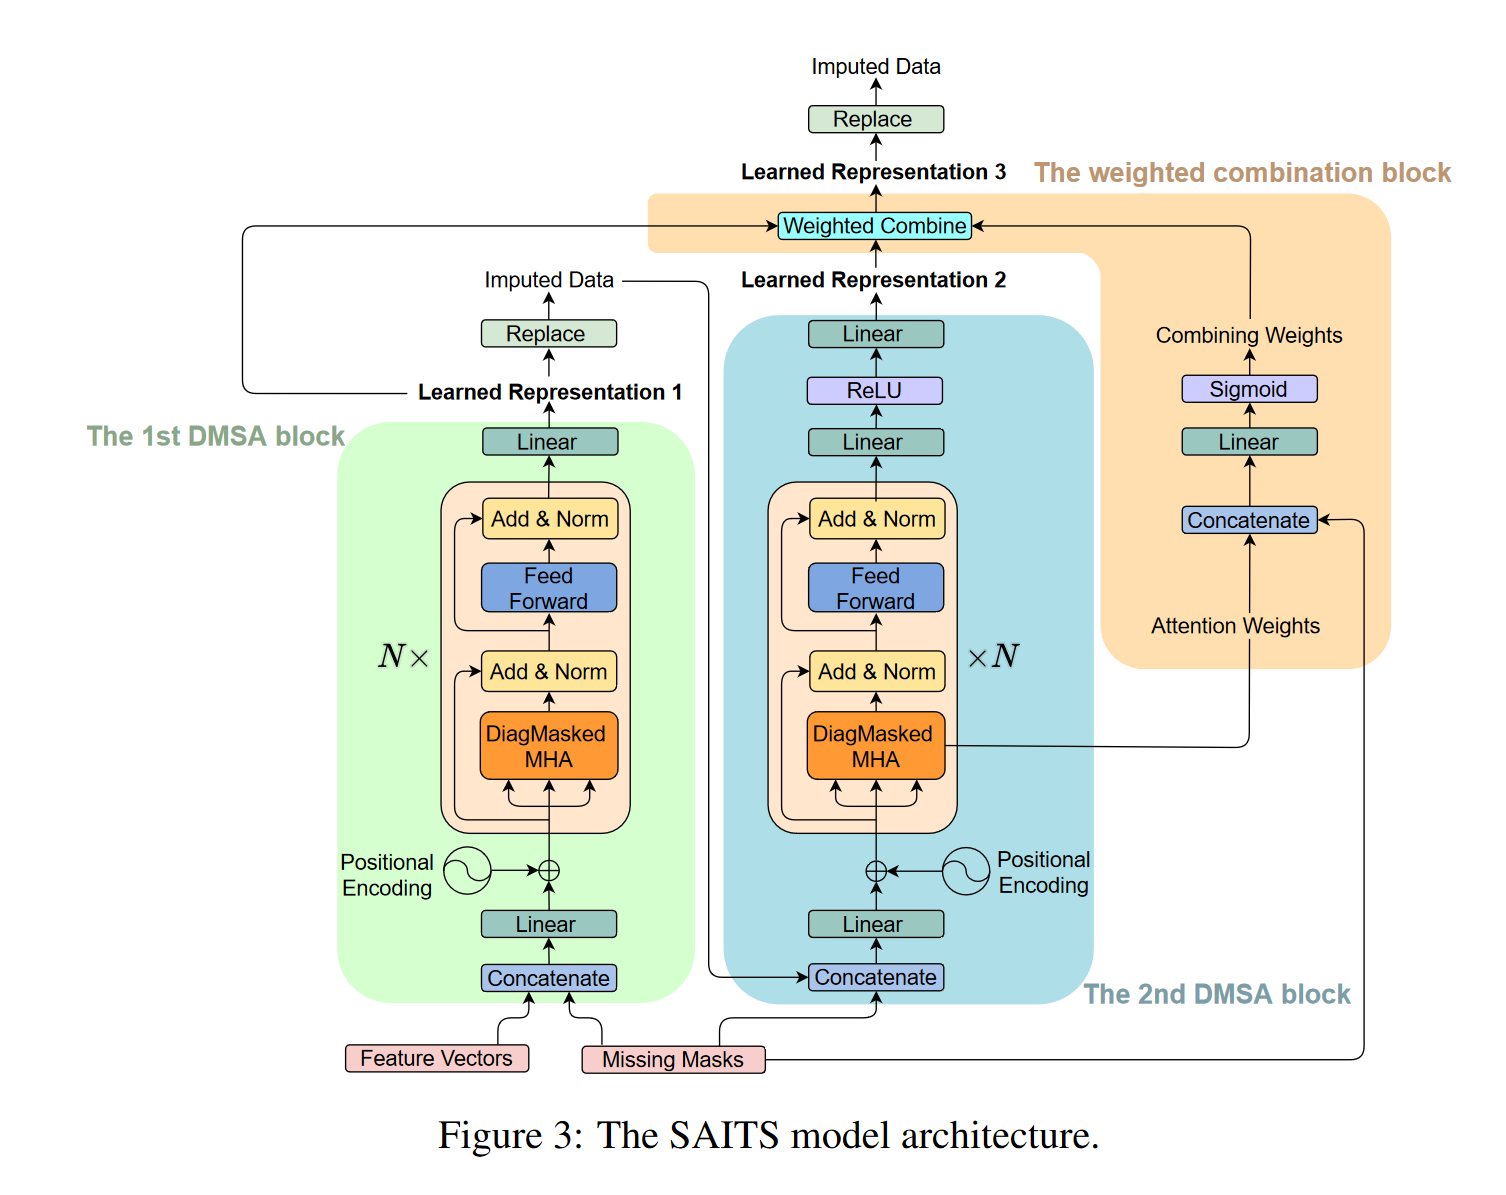 Imputed Data
Replace
Learned Representation 3
The weighted combination block
Weighted Combine
Imputed Data
Learned Representation 2
Replace
Linear
Combining Weights
Learned Representation 1
ReLU
Sigmoid
The 1st DMSA block
Linear
Linear
Linear
Add & Norm
Add & Norm
Concatenate
Feed
Forward
Feed
Forward
Attention Weights
N×
Add & Norm
Add & Norm
×N
DiagMasked
MHA
DiagMasked
MHA
Positional
Encoding
Positional
Encoding
Linear
Linear
Concatenate
Concatenate
The 2nd DMSA block
Feature Vectors
Missing Masks
Figure 3: The SAITS model architecture.